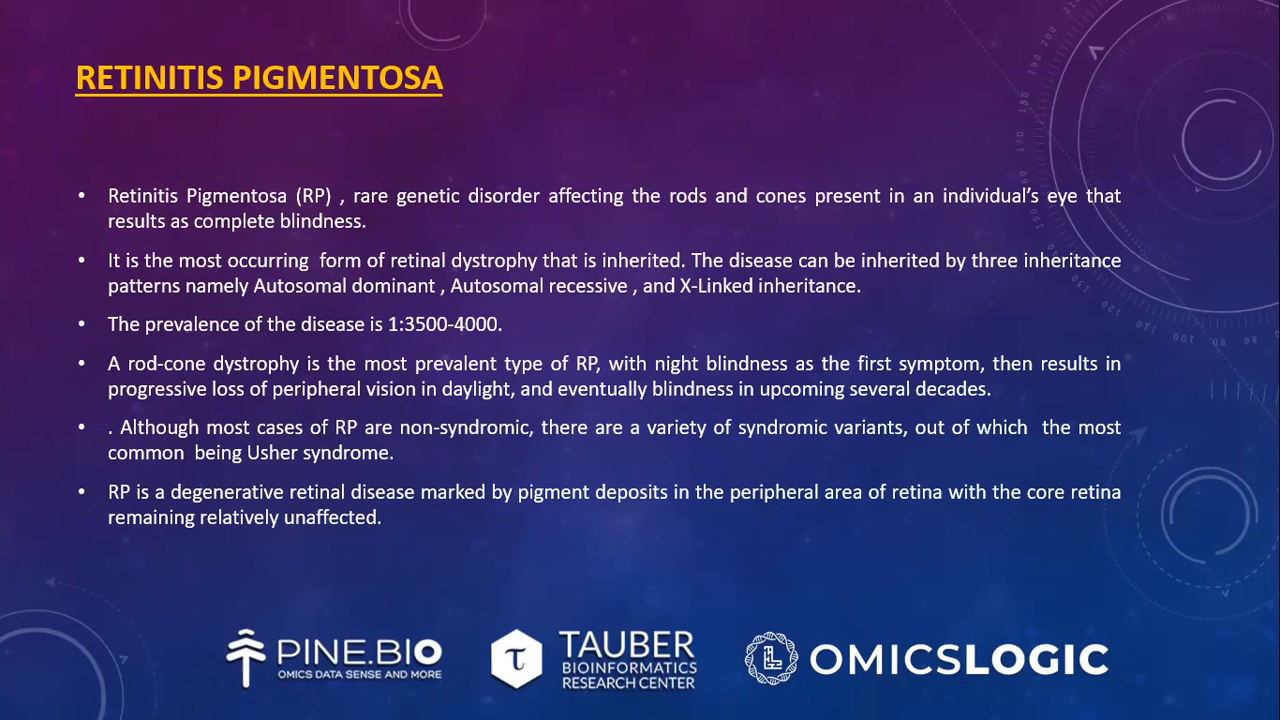 RETINITIS PIGMENTOSA
• Retinitis Pigmentosa (RP) , rare genetic disorder affecting the rods and cones present in an individual’s eye that
results as complete blindness.
• It is the most occurring  form of retinal dystrophy that is inherited. The disease can be inherited by three inheritance
patterns namely Autosomal dominant , Autosomal recessive , and X-Linked inheritance.
• The prevalence of the disease is 1:3500-4000.
• A rod-cone dystrophy is the most prevalent type of RP, with night blindness as the first symptom, then results in
progressive loss of peripheral vision in daylight, and eventually blindness in upcoming several decades.
• . Although most cases of RP are non-syndromic, there are a variety of syndromic variants, out of which  the most
common  being Usher syndrome.
• RP is a degenerative retinal disease marked by pigment deposits in the peripheral area of retina with the core retina
remaining relatively unaffected.
PINE.BIO
OMICS DATA SENSE AND MORE
τ
TAUBER
BIOINFORMATICS
RESEARCH CENTER
OMICSLOGIC